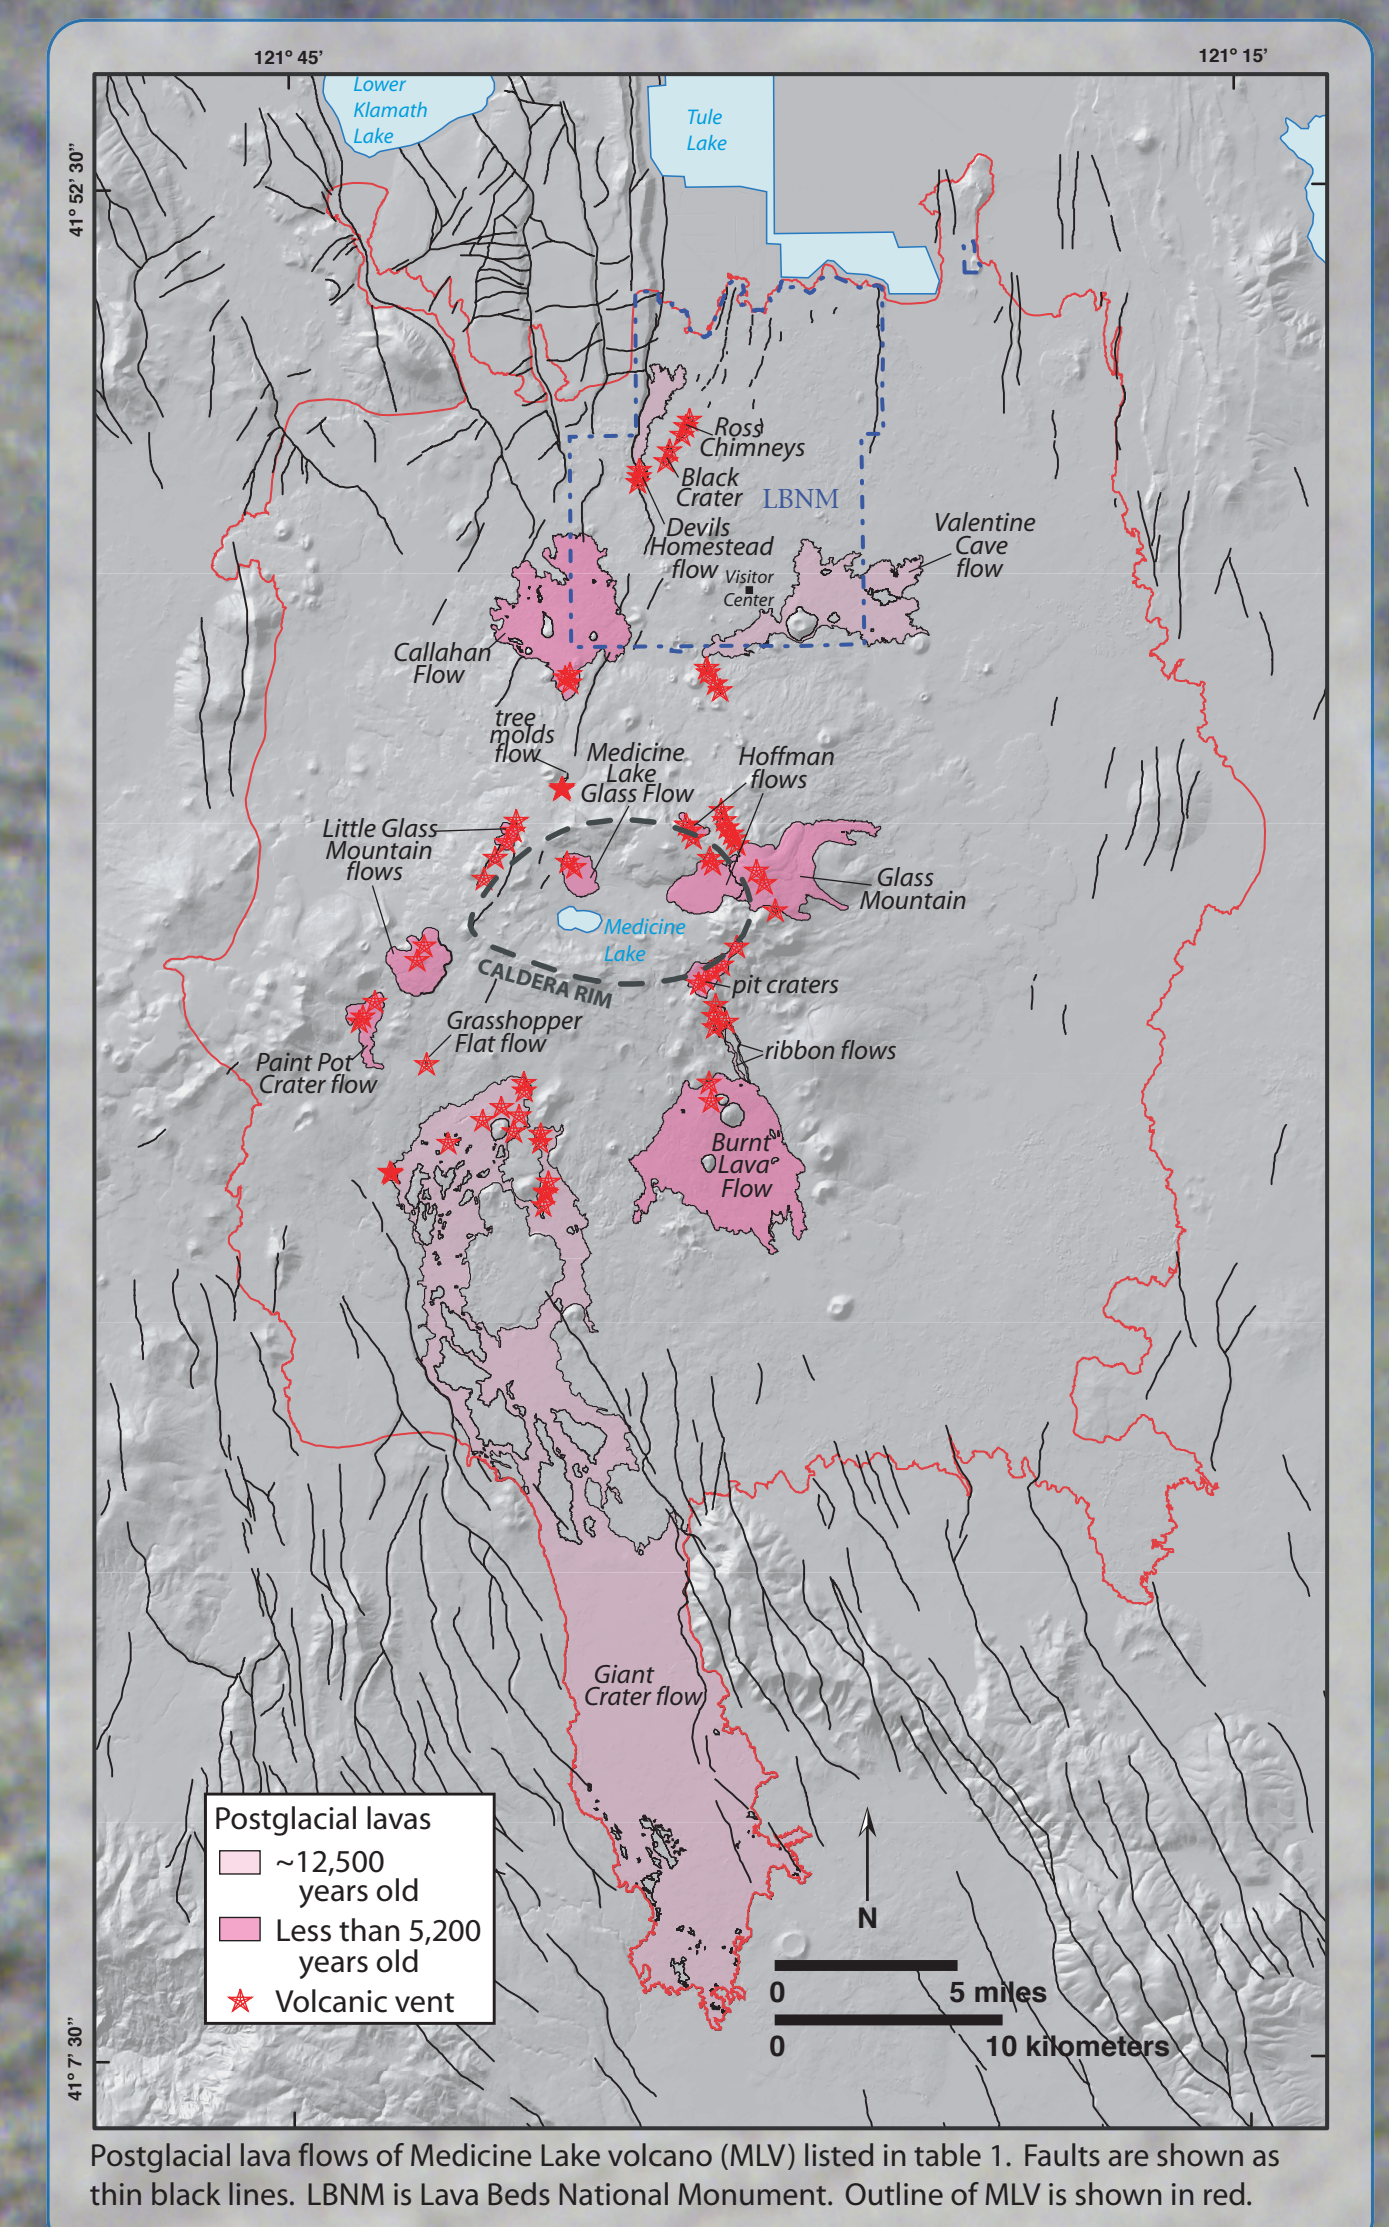 121° 45’
121° 15’
41° 52’ 30”
Lower
Klamath
Lake
Tule
Lake
Ross
Chimneys
Black
Crater
LBNM
Devils
Homestead
flow
Visitor
Center
Valentine
Cave
flow
Callahan
Flow
tree
molds
flow
Medicine
Lake
Glass Flow
Hoffman
flows
Little Glass
Mountain
flows
Glass
Mountain
Medicine
Lake
CALDERA RIM
pit craters
Grasshopper
Flat flow
ribbon flows
Paint Pot
Crater flow
Burnt
Lava
Flow
Giant
Crater flow
Postglacial lavas
~12,500
years old
Less than 5,200
years old
Volcanic vent
N
0 5 miles
0 10 kilometers
41° 7’ 30”
Postglacial lava flows of Medicine Lake volcano (MLV) listed in table 1. Faults are shown as
thin black lines. LBNM is Lava Beds National Monument. Outline of MLV is shown in red.